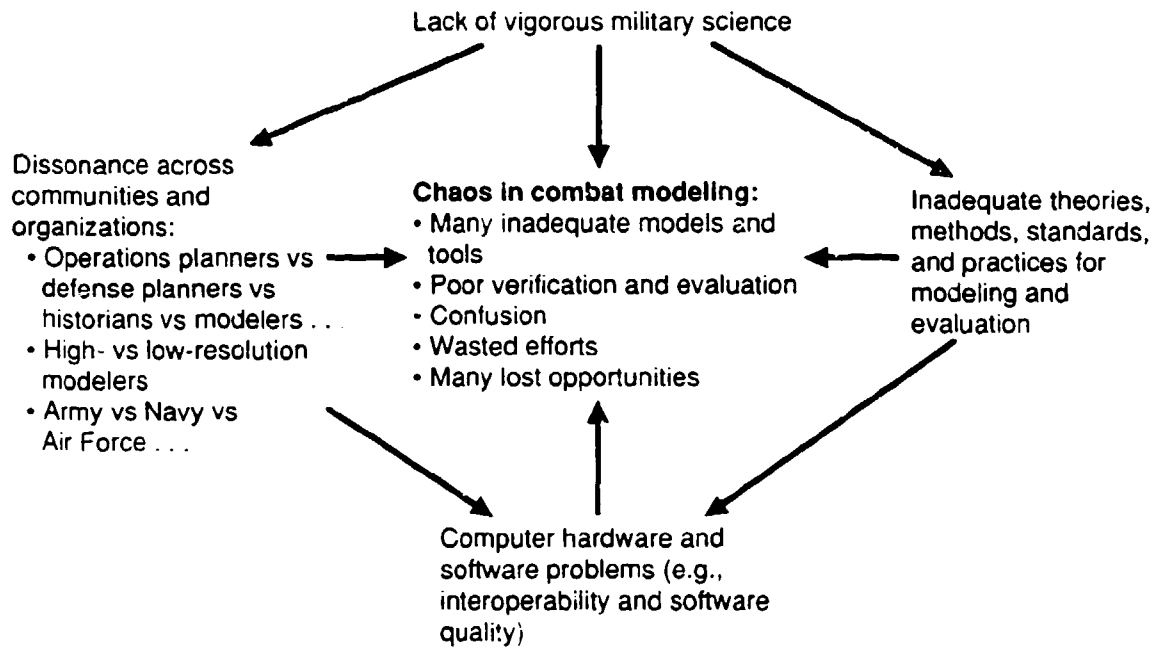 Lack of vigorous military science
Dissonance across
communities and
organizations:
• Operations planners vs
defense planners vs
historians vs modelers . . .
• High- vs low-resolution
modelers
• Army vs Navy vs
Air Force . . .
Chaos in combat modeling:
• Many inadequate models and
tools
• Poor verification and evaluation
• Confusion
• Wasted efforts
• Many lost opportunities
Inadequate theories,
methods, standards,
and practices for
modeling and
evaluation
Computer hardware and
software problems (e.g.,
interoperability and software
quality)